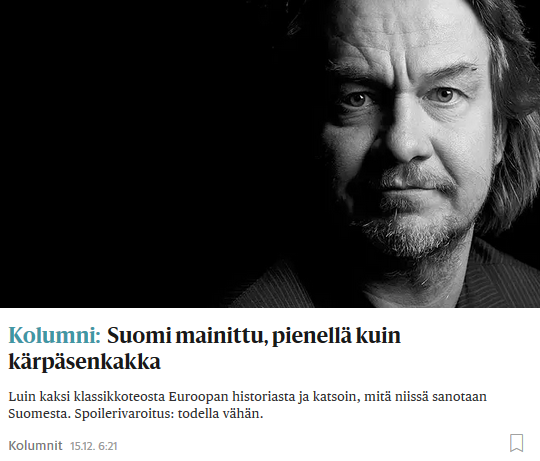 Kolumni: Suomi mainittu, pienellä kuin
kärpäsenkakka
Luin kaksi klassikkoteosta Euroopan historiasta ja katsoin, mitä niissä sanotaan
Suomesta. Spoilerivaroitus: todella vähän.
Kolumnit 15.12. 6:21